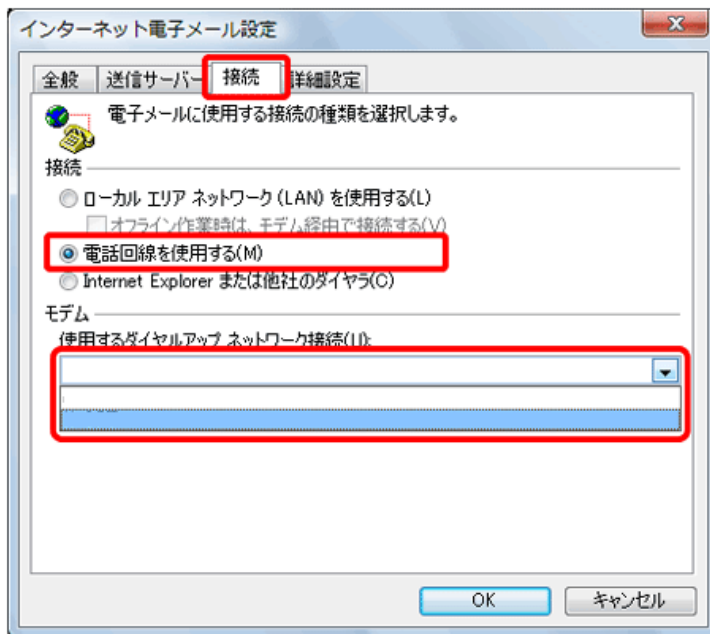 インターネット電子メール設定
全般 送信サーバー 接続 詳細設定
電子メールに使用する接続の種類を選択します。
接続
ローカル エリア ネットワーク (LAN) を使用する(L)
オフライン作業時は、モデム経由で接続する(V)
電話回線を使用する(M)
Internet Explorer または他社のダイヤラ(C)
モデム
使用するダイヤルアップ ネットワーク接続(U):
OK キャンセル